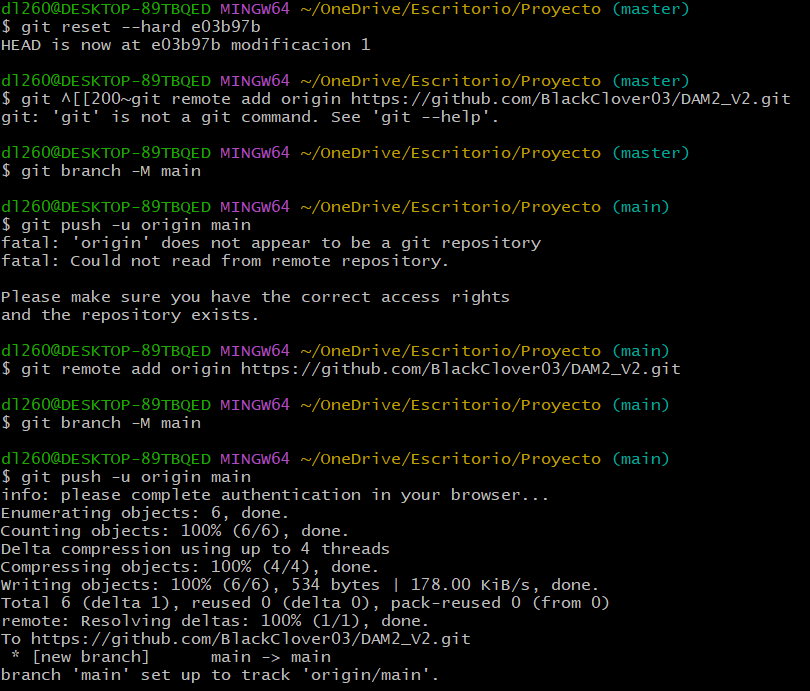 dl260@DESKTOP-89TBQED MINGW64 ~/OneDrive/Escritorio/Proyecto (master)
$ git reset --hard e03b97b
HEAD is now at e03b97b modificacion 1

dl260@DESKTOP-89TBQED MINGW64 ~/OneDrive/Escritorio/Proyecto (master)
$ git ^[[200~git remote add origin https://github.com/BlackClover03/DAM2_V2.git
git: 'git' is not a git command. See 'git --help'.

dl260@DESKTOP-89TBQED MINGW64 ~/OneDrive/Escritorio/Proyecto (master)
$ git branch -M main

dl260@DESKTOP-89TBQED MINGW64 ~/OneDrive/Escritorio/Proyecto (main)
$ git push -u origin main
fatal: 'origin' does not appear to be a git repository
fatal: Could not read from remote repository.

Please make sure you have the correct access rights
and the repository exists.

dl260@DESKTOP-89TBQED MINGW64 ~/OneDrive/Escritorio/Proyecto (main)
$ git remote add origin https://github.com/BlackClover03/DAM2_V2.git

dl260@DESKTOP-89TBQED MINGW64 ~/OneDrive/Escritorio/Proyecto (main)
$ git branch -M main

dl260@DESKTOP-89TBQED MINGW64 ~/OneDrive/Escritorio/Proyecto (main)
$ git push -u origin main
info: please complete authentication in your browser...
Enumerating objects: 6, done.
Counting objects: 100% (6/6), done.
Delta compression using up to 4 threads
Compressing objects: 100% (4/4), done.
Writing objects: 100% (6/6), 534 bytes | 178.00 KiB/s, done.
Total 6 (delta 1), reused 0 (delta 0), pack-reused 0 (from 0)
remote: Resolving deltas: 100% (1/1), done.
To https://github.com/BlackClover03/DAM2_V2.git
 * [new branch]      main -> main
branch 'main' set up to track 'origin/main'.